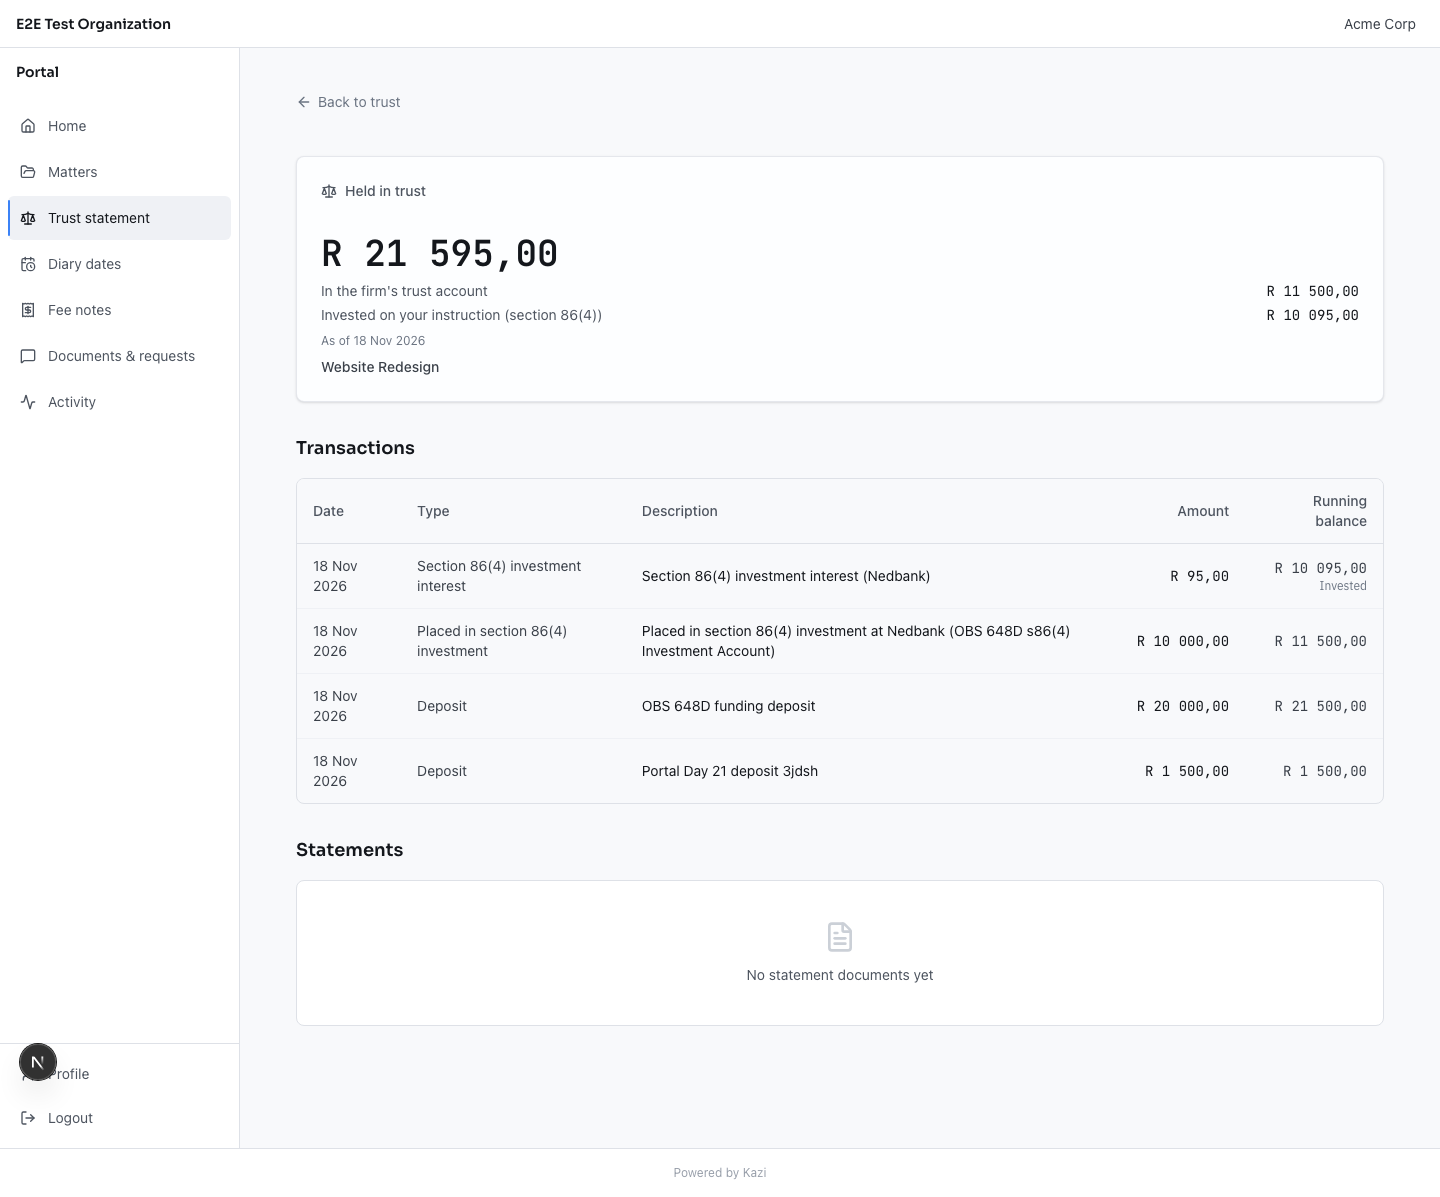 E2E Test Organization
Acme Corp
Portal
Home
Matters
Trust statement
Diary dates
Fee notes
Documents & requests
Activity
Back to trust
Held in trust
R 21 595,00
In the firm's trust account R 11 500,00
Invested on your instruction (section 86(4)) R 10 095,00
As of 18 Nov 2026
Website Redesign
Transactions
Date Type Description Amount Running balance
18 Nov 2026 Section 86(4) investment interest Section 86(4) investment interest (Nedbank) R 95,00 R 10 095,00 Invested
18 Nov 2026 Placed in section 86(4) investment Placed in section 86(4) investment at Nedbank (OBS 648D s86(4) Investment Account) R 10 000,00 R 11 500,00
18 Nov 2026 Deposit OBS 648D funding deposit R 20 000,00 R 21 500,00
18 Nov 2026 Deposit Portal Day 21 deposit 3jdsh R 1 500,00 R 1 500,00
Statements
No statement documents yet
N
Profile
Logout
Powered by Kazi